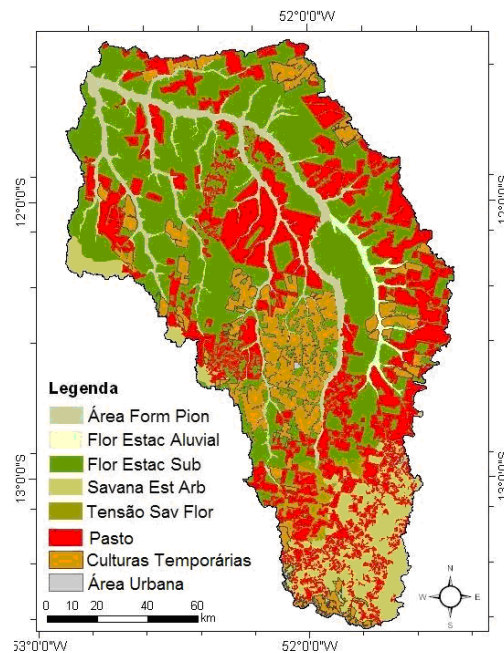 52°0'0"W
12°0'0"S
12°0'0"S
Legenda
Área Form Pion
Flor Estac Aluvial
Flor Estac Sub
Savana Est Arb
Tensão Sav Flor
Pasto
Culturas Temporárias
Área Urbana
13°0'0"S
13°0'0"S
0 10 20 40 60
km
N
W E
S
53°0'0"W
52°0'0"W